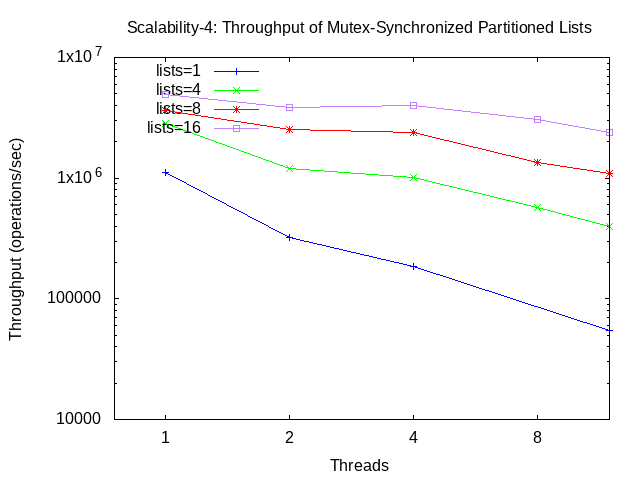 Scalability-4: Throughput of Mutex-Synchronized Partitioned Lists
1x10^7
lists=1
lists=4
lists=8
lists=16
1x10^6
100000
10000
Throughput (operations/sec)
1 2 4 8
Threads